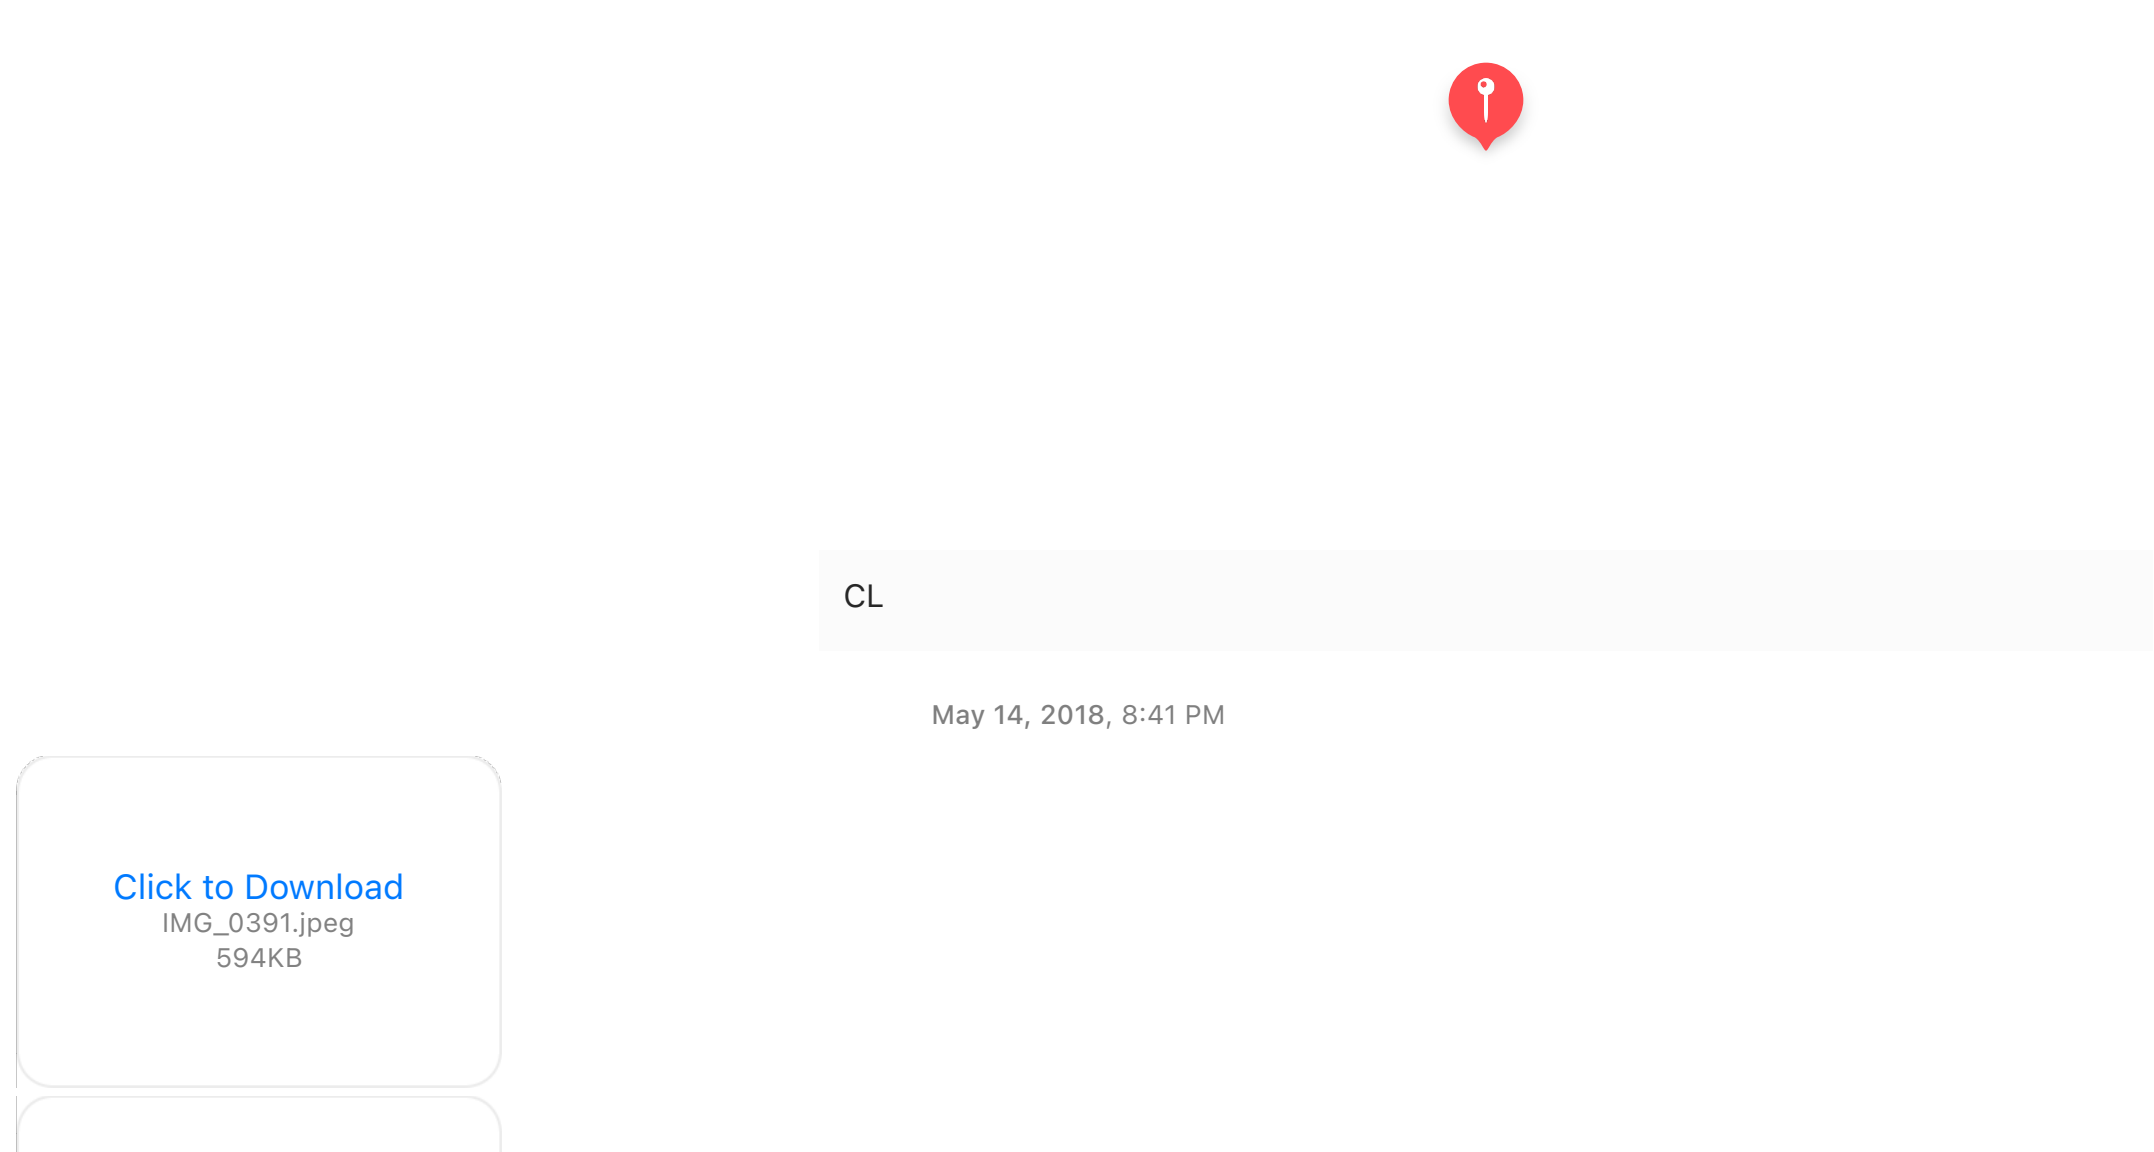 CL
May 14, 2018, 8:41 PM
Click to Download
IMG_0391.jpeg
594KB